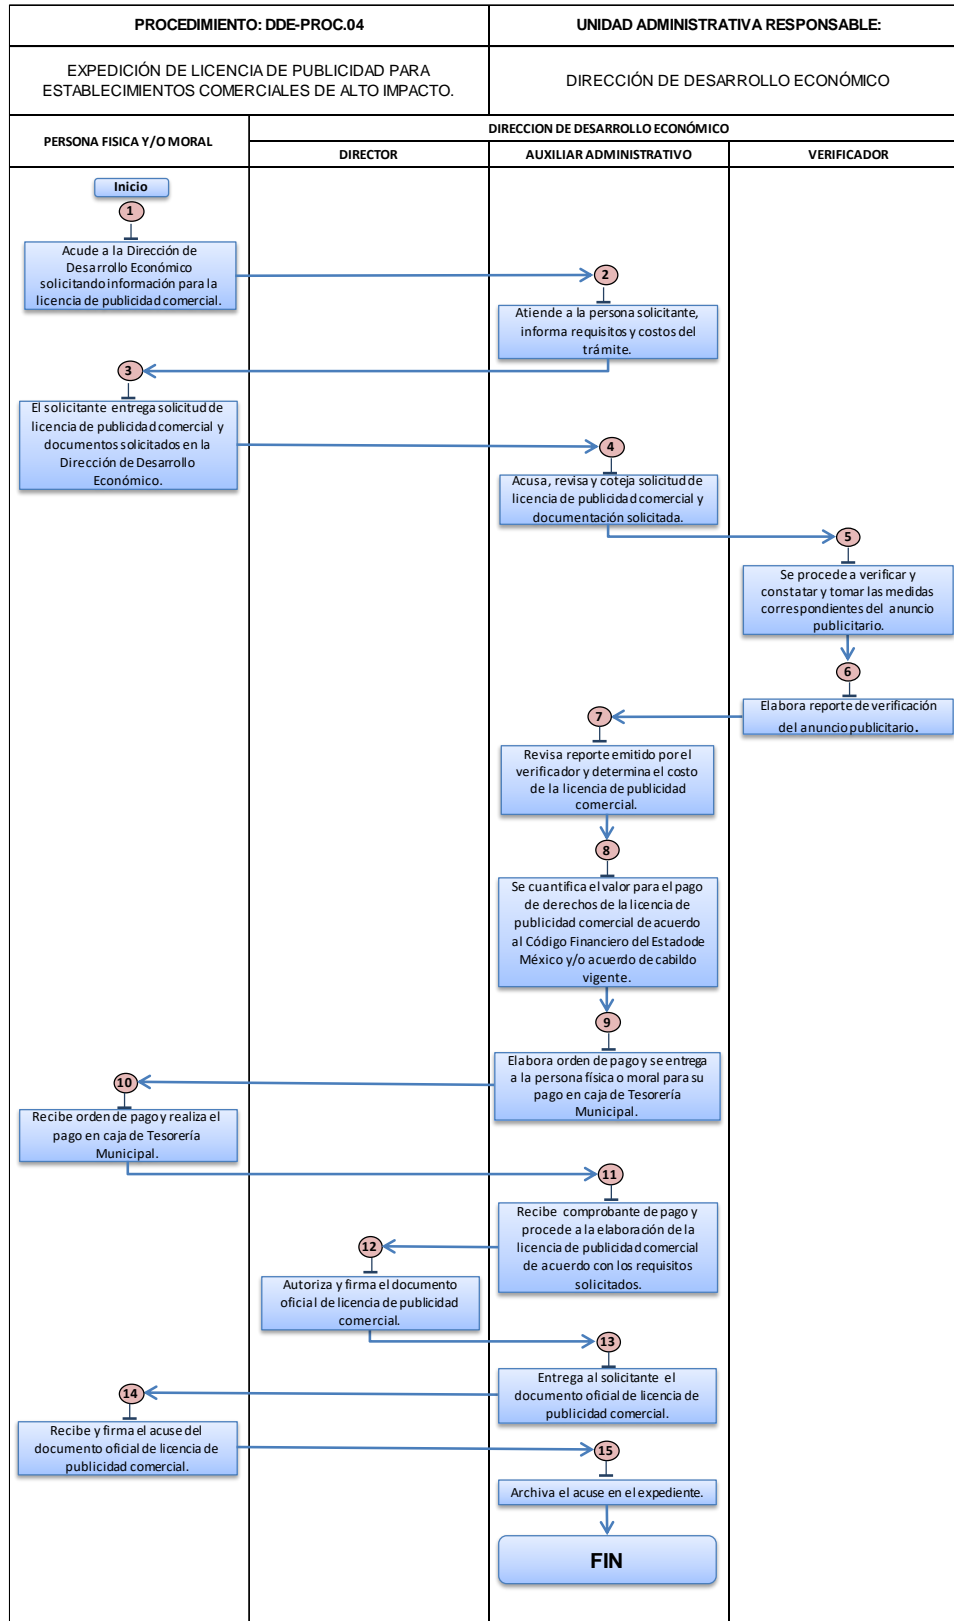 PROCEDIMIENTO: DDE-PROC.04
UNIDAD ADMINISTRATIVA RESPONSABLE:
EXPEDICIÓN DE LICENCIA DE PUBLICIDAD PARA
ESTABLECIMIENTOS COMERCIALES DE ALTO IMPACTO.
DIRECCIÓN DE DESARROLLO ECONÓMICO
PERSONA FISICA Y/O MORAL
DIRECCION DE DESARROLLO ECONÓMICO
DIRECTOR
AUXILIAR ADMINISTRATIVO
VERIFICADOR
Inicio
1
Acude a la Dirección de
Desarrollo Económico
solicitando información para la
licencia de publicidad comercial.
2
Atiende a la persona solicitante,
informa requisitos y costos del
trámite.
3
El solicitante entrega solicitud de
licencia de publicidad comercial y
documentos solicitados en la
Dirección de Desarrollo
Económico.
4
Acusa, revisa y coteja solicitud de
licencia de publicidad comercial y
documentación solicitada.
5
Se procede a verificar y
constatar y tomar las medidas
correspondientes del anuncio
publicitario.
6
Elabora reporte de verificación
del anuncio publicitario.
7
Revisa reporte emitido por el
verificador y determina el costo
de la licencia de publicidad
comercial.
8
Se cuantifica el valor para el pago
de derechos de la licencia de
publicidad comercial de acuerdo
al Código Financiero del Estado de
México y/o acuerdo de cabildo
vigente.
9
Elabora orden de pago y se entrega
a la persona física o moral para su
pago en caja de Tesorería
Municipal.
10
Recibe orden de pago y realiza el
pago en caja de Tesorería
Municipal.
11
Recibe comprobante de pago y
procede a la elaboración de la
licencia de publicidad comercial
de acuerdo con los requisitos
solicitados.
12
Autoriza y firma el documento
oficial de licencia de publicidad
comercial.
13
Entrega al solicitante el
documento oficial de licencia de
publicidad comercial.
14
Recibe y firma el acuse del
documento oficial de licencia de
publicidad comercial.
15
Archiva el acuse en el expediente.
FIN